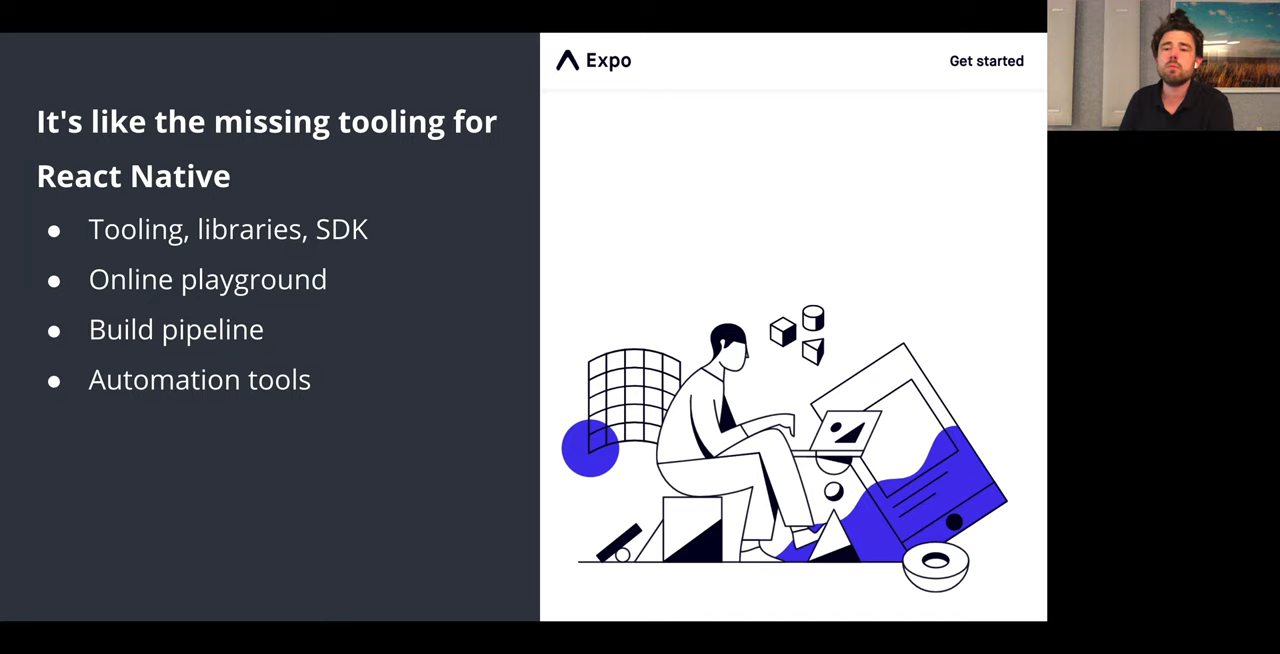 It's like the missing tooling for
React Native
● Tooling, libraries, SDK
● Online playground
● Build pipeline
● Automation tools
Expo
Get started